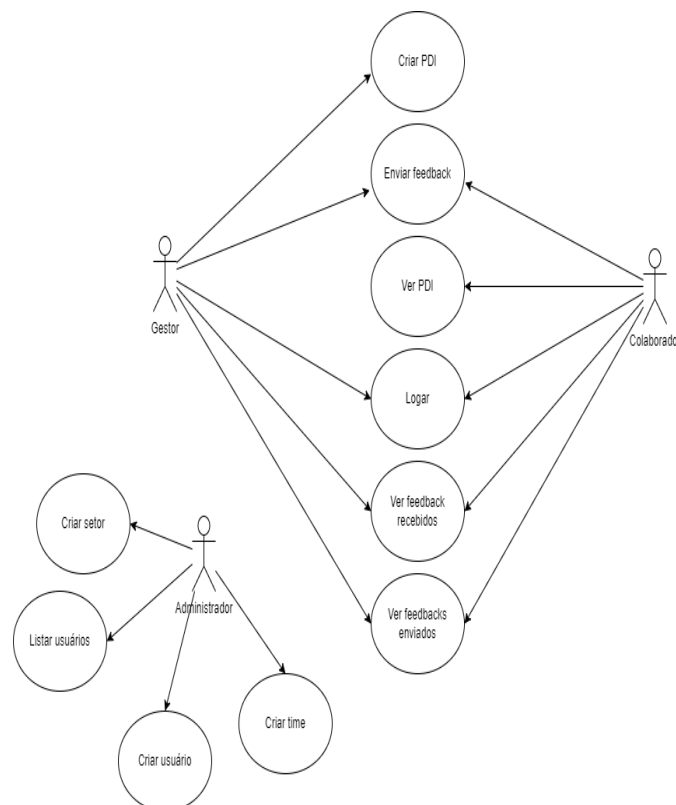 Criar PDI
Enviar feedback
Ver PDI
Gestor
Colaborado
Logar
Ver feedback
recebidos
Criar setor
Administrador
Ver feedbacks
enviados
Listar usuários
Criar time
Criar usuário